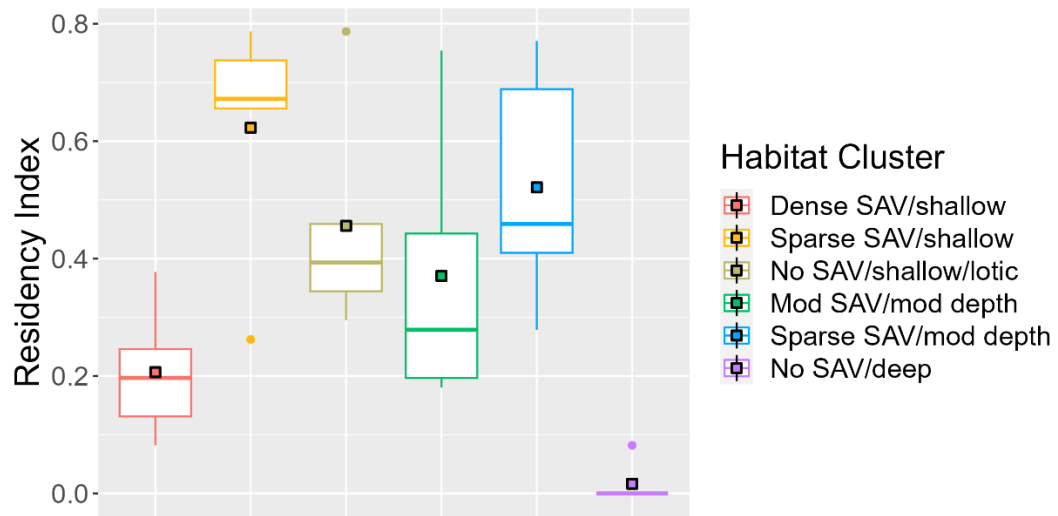 Residency Index
0.8
0.6
0.4
0.2
0.0
Habitat Cluster
Dense SAV/shallow
Sparse SAV/shallow
No SAV/shallow/lotic
Mod SAV/mod depth
Sparse SAV/mod depth
No SAV/deep